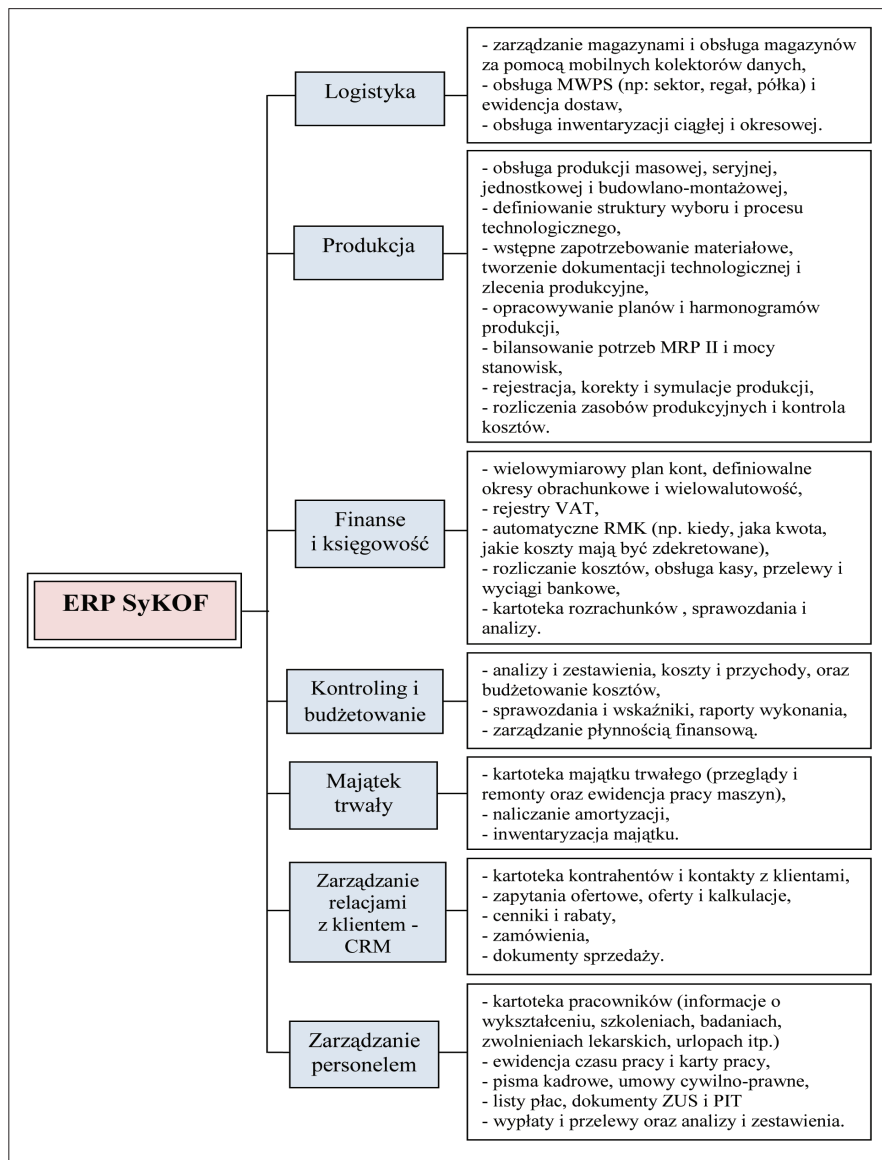 ERP SyKOF
Logistyka
- zarządzanie magazynami i obsługa magazynów
za pomocą mobilnych kolektorów danych,
- obsługa MWPS (np: sektor, regał, półka) i
ewidencja dostaw,
- obsługa inwentaryzacji ciągłej i okresowej.
Produkcja
- obsługa produkcji masowej, seryjnej,
jednostkowej i budowlano-montażowej,
- definiowanie struktury wyboru i procesu
technologicznego,
- wstępne zapotrzebowanie materiałowe,
tworzenie dokumentacji technologicznej i
zlecenia produkcyjne,
- opracowywanie planów i harmonogramów
produkcji,
- bilansowanie potrzeb MRP II i mocy
stanowisk,
- rejestracja, korekty i symulacje produkcji,
- rozliczenia zasobów produkcyjnych i kontrola
kosztów.
Finanse
i księgowość
- wielowymiarowy plan kont, definiowalne
okresy obrachunkowe i wielowalutowość,
- rejestry VAT,
- automatyczne RMK (np. kiedy, jaka kwota,
jakie koszty mają być zdekretowane),
- rozliczanie kosztów, obsługa kasy, przelewy i
wyciągi bankowe,
- kartoteka rozrachunków , sprawozdania i
analizy.
Kontroling i
budżetowanie
- analizy i zestawienia, koszty i przychody, oraz
budżetowanie kosztów,
- sprawozdania i wskaźniki, raporty wykonania,
- zarządzanie płynnością finansową.
Majątek
trwały
- kartoteka majątku trwałego (przeglądy i
remonty oraz ewidencja pracy maszyn),
- naliczanie amortyzacji,
- inwentaryzacja majątku.
Zarządzanie
relacjami
z klientem -
CRM
- kartoteka kontrahentów i kontakty z klientami,
- zapytania ofertowe, oferty i kalkulacje,
- cenniki i rabaty,
- zamówienia,
- dokumenty sprzedaży.
Zarządzanie
personelem
- kartoteka pracowników (informacje o
wykształceniu, szkoleniach, badaniach,
zwolnieniach lekarskich, urlopach itp.)
- ewidencja czasu pracy i karty pracy,
- pisma kadrowe, umowy cywilno-prawne,
- listy płac, dokumenty ZUS i PIT
- wypłaty i przelewy oraz analizy i zestawienia.